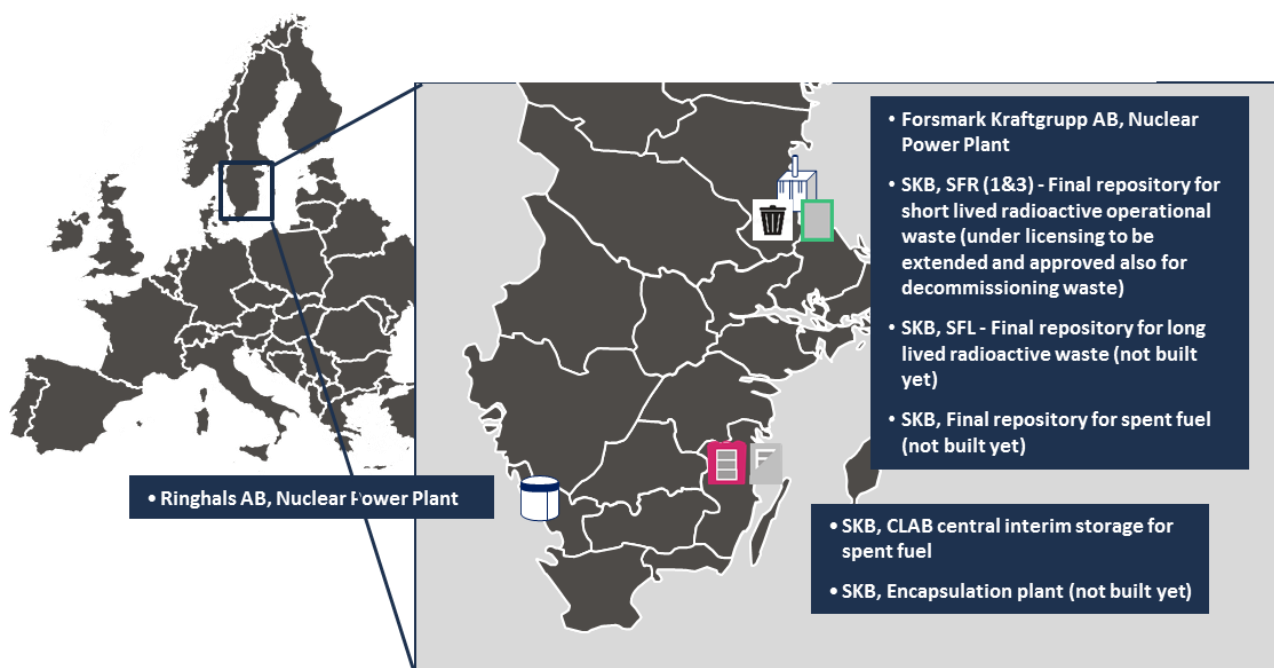 • Forsmark Kraftgrupp AB, Nuclear
Power Plant
• SKB, SFR (1&3) - Final repository for
short lived radioactive operational
waste (under licensing to be
extended and approved also for
decommissioning waste)
• SKB, SFL - Final repository for long
lived radioactive waste (not built
yet)
• SKB, Final repository for spent fuel
(not built yet)
• Ringhals AB, Nuclear Power Plant
• SKB, CLAB central interim storage for
spent fuel
• SKB, Encapsulation plant (not built yet)